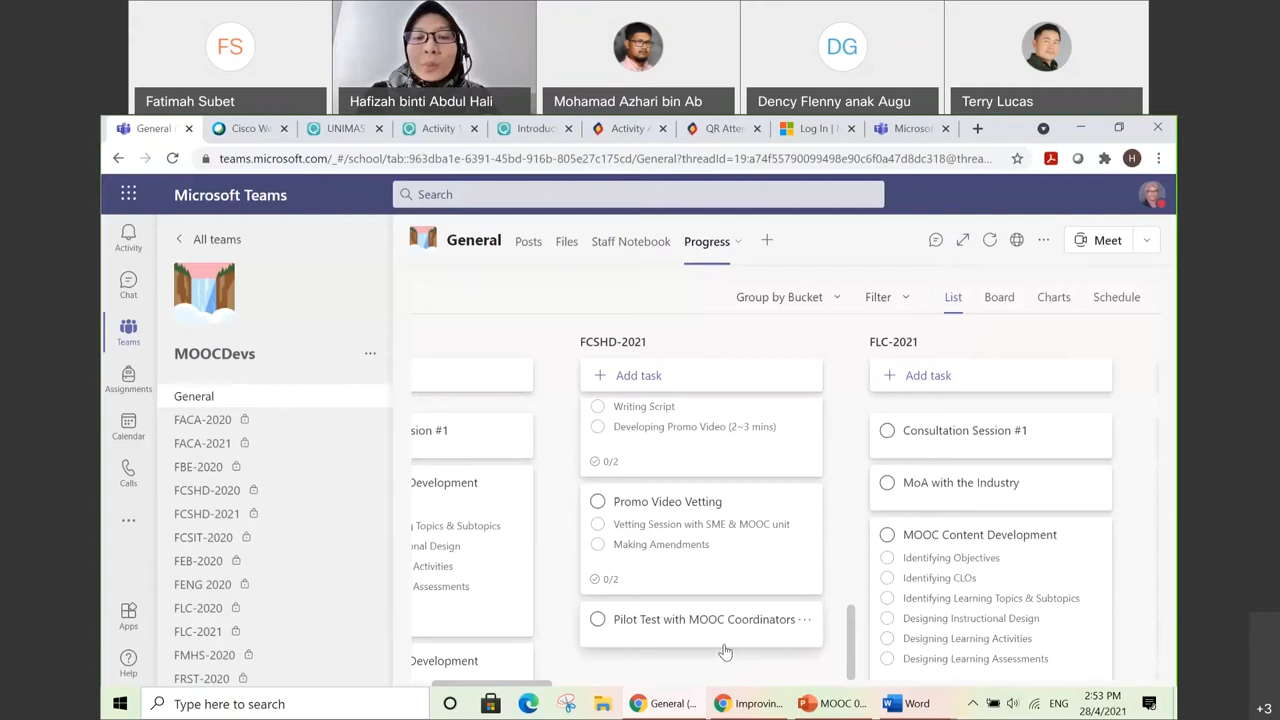 FS
DG
Fatimah Subet
Hafizah binti Abdul Hali
Mohamad Azhari bin Ab
Dency Flenny anak Augu
Terry Lucas
General (
Cisco We
UNIMAS
Activity 1
Introduc
Activity A
QR Atten
Log In |
Microso
teams.microsoft.com/_#/school/tab::963dba1e-6391-45bd-916b-805e27c175cd/General?threadId=19:a74f55790099498e90c6f0a47d8dc318@threa...
H
Microsoft Teams
Search
Activity
Chat
Teams
Assignments
Calendar
Calls
Apps
Help
All teams
MOOCDevs
General
FACA-2020
FACA-2021
FBE-2020
FCSHD-2020
FCSHD-2021
FCSIT-2020
FEB-2020
FENG 2020
FLC-2020
FLC-2021
FMHS-2020
FRST-2020
General
Posts
Files
Staff Notebook
Progress
Meet
Group by Bucket
Filter
List
Board
Charts
Schedule
sion #1
Development
g Topics & Subtopics
onal Design
Activities
Assessments
Development
FCSHD-2021
Add task
Writing Script
Developing Promo Video (2~3 mins)
0/2
Promo Video Vetting
Vetting Session with SME & MOOC unit
Making Amendments
0/2
Pilot Test with MOOC Coordinators
FLC-2021
Add task
Consultation Session #1
MoA with the Industry
MOOC Content Development
Identifying Objectives
Identifying CLOs
Identifying Learning Topics & Subtopics
Designing Instructional Design
Designing Learning Activities
Designing Learning Assessments
Type here to search
General (...
Improvin...
MOOC 0...
Word
ENG
2:53 PM
28/4/2021
+3